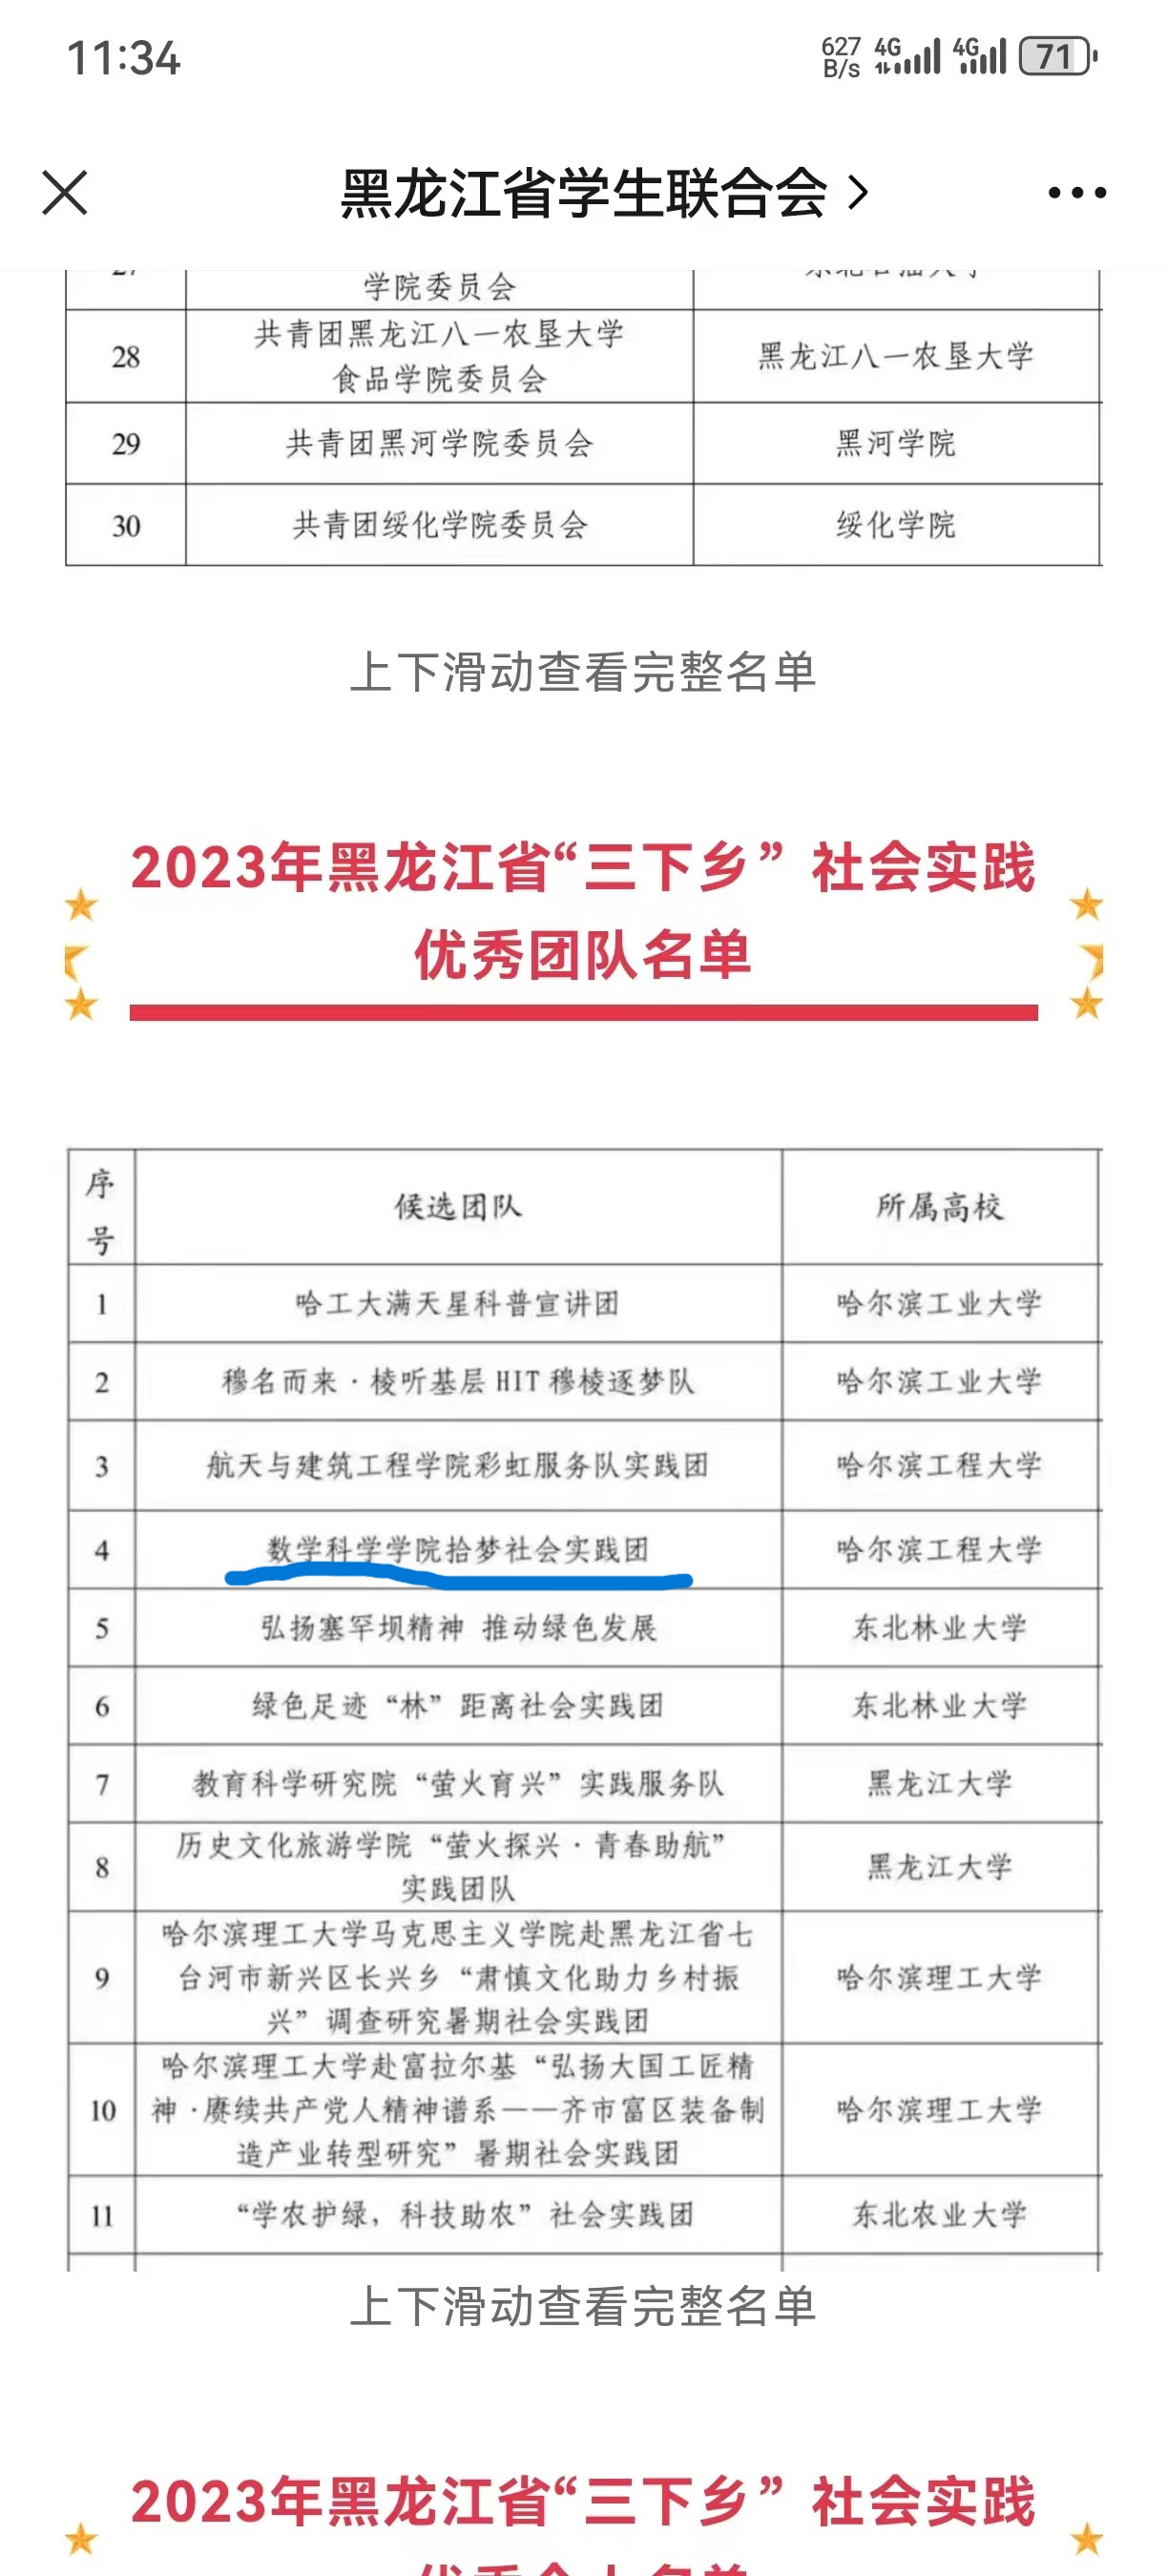 11:34
627
B/s
4G
4G
71
黑龙江省学生联合会
学院委员会
28
共青团黑龙江八一农垦大学
食品学院委员会
黑龙江八一农垦大学
29
共青团黑河学院委员会
黑河学院
30
共青团绥化学院委员会
绥化学院
上下滑动查看完整名单
2023年黑龙江省“三下乡” 社会实践
优秀团队名单
序
号
候选团队
所属高校
1
哈工大满天星科普宣讲团
哈尔滨工业大学
2
穆名而来·棱听基层 HIT 穆棱逐梦队
哈尔滨工业大学
3
航天与建筑工程学院彩虹服务队实践团
哈尔滨工程大学
4
数学科学学院拾梦社会实践团
哈尔滨工程大学
5
弘扬塞罕坝精神 推动绿色发展
东北林业大学
6
绿色足迹“林”距离社会实践团
东北林业大学
7
教育科学研究院“萤火育兴”实践服务队
黑龙江大学
8
历史文化旅游学院“萤火探兴·青春助航”
实践团队
黑龙江大学
9
哈尔滨理工大学马克思主义学院赴黑龙江省七
台河市新兴区长兴乡“肃慎文化助力乡村振
兴”调查研究暑期社会实践团
哈尔滨理工大学
10
哈尔滨理工大学赴富拉尔基“弘扬大国工匠精
神·赓续共产党人精神谱系——齐市富区装备制
造产业转型研究”暑期社会实践团
哈尔滨理工大学
11
“学农护绿，科技助农”社会实践团
东北农业大学
上下滑动查看完整名单
2023年黑龙江省“三下乡” 社会实践